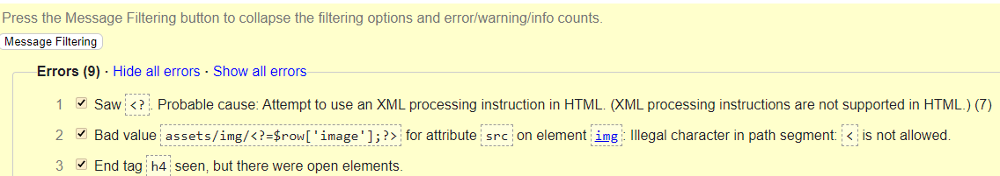 Press the Message Filtering button to collapse the filtering options and error/warning/info counts.
Message Filtering
Errors (9) · Hide all errors · Show all errors
1 Saw <?. Probable cause: Attempt to use an XML processing instruction in HTML. (XML processing instructions are not supported in HTML.) (7)
2 Bad value assets/img/<?=$row['image'];?> for attribute src on element img: Illegal character in path segment: < is not allowed.
3 End tag h4 seen, but there were open elements.